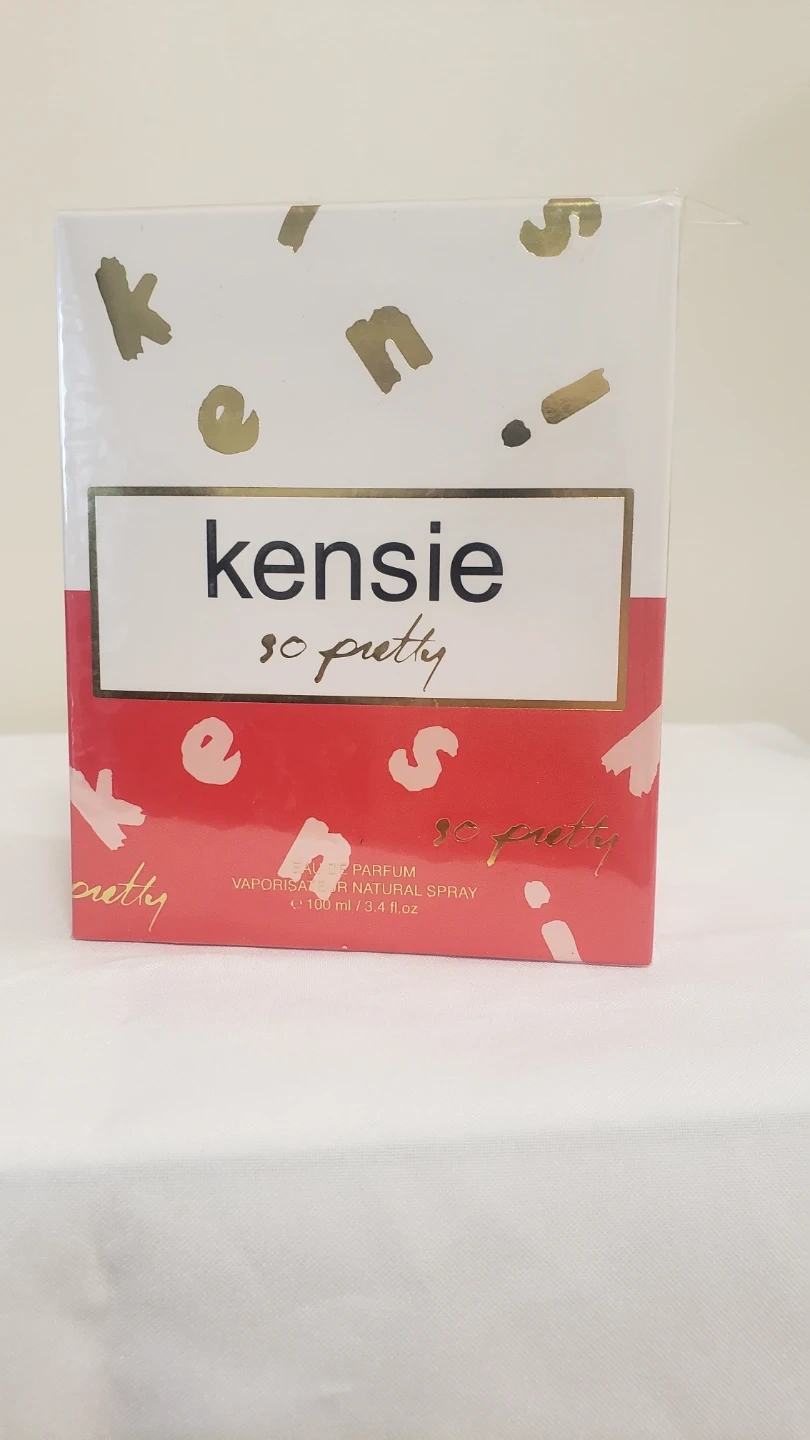 k e n s i
kensie
so pretty
k e n s i
so pretty
pretty
EAU DE PARFUM
VAPORISATEUR NATURAL SPRAY
e 100 ml / 3.4 fl.oz